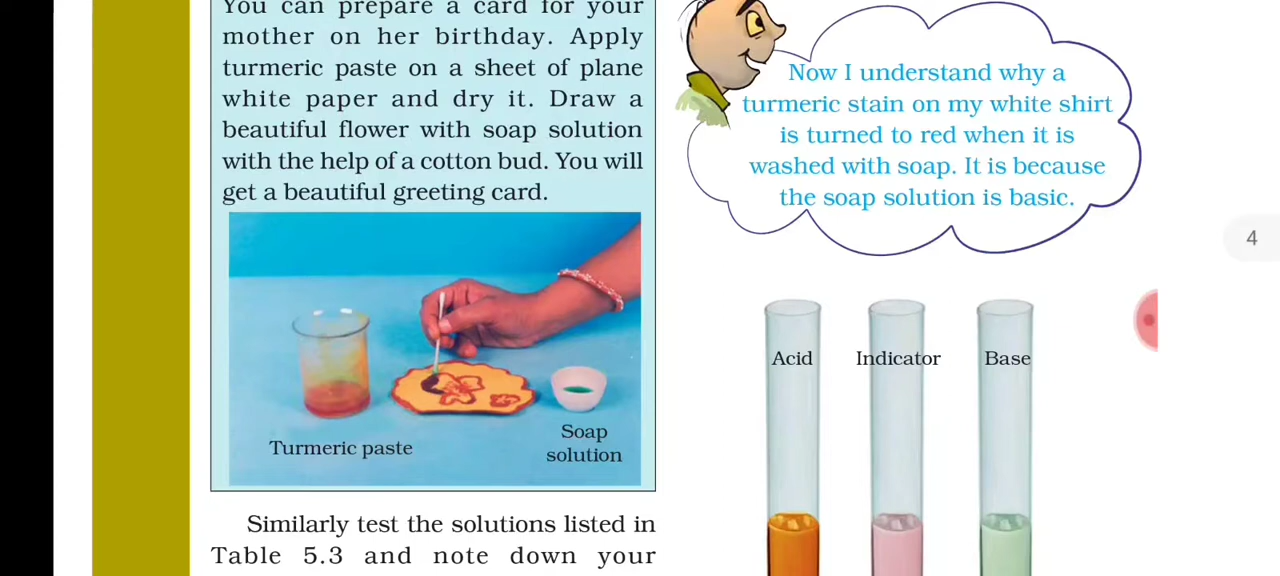 You can prepare a card for your
mother on her birthday. Apply
turmeric paste on a sheet of plane
white paper and dry it. Draw a
beautiful flower with soap solution
with the help of a cotton bud. You will
get a beautiful greeting card.
Turmeric paste
Soap
solution
Similarly test the solutions listed in
Table 5.3 and note down your
Now I understand why a
turmeric stain on my white shirt
is turned to red when it is
washed with soap. It is because
the soap solution is basic.
Acid
Indicator
Base
4